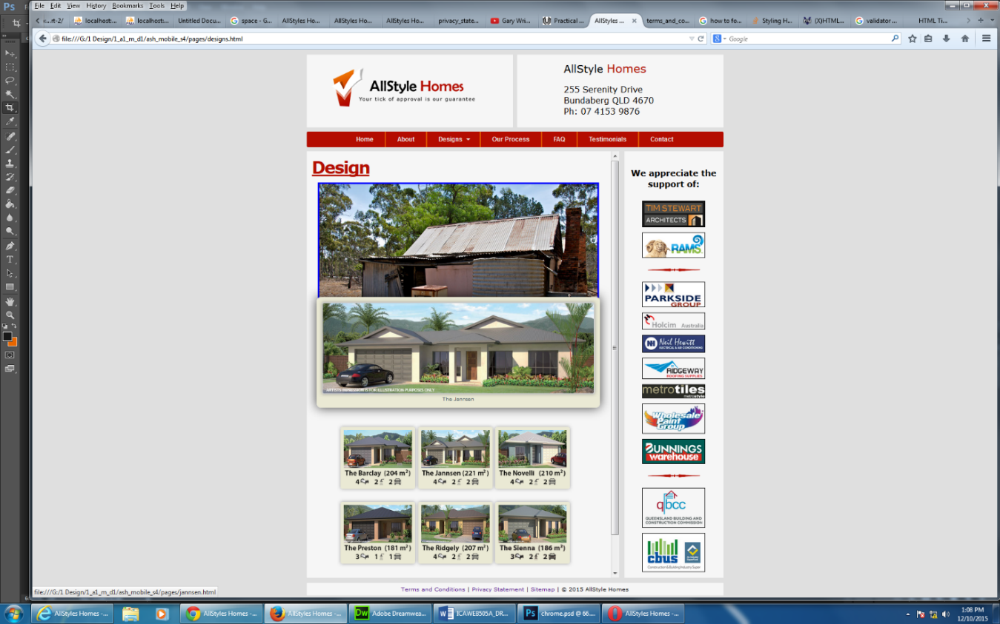 Ps
File Edit View History Bookmarks Tools Help
localhost:... localhost:... Untitled Docu... space - G... AllStyles Ho... AllStyles Ho... AllStyles Ho... privacy_state... Gary Wri... Practical ... AllStyles ... terms_and_co... how to fo... Styling H... (X)HTML... validator ... HTML Ti...
file:///G:/1 Design/1_a1_m_d1/ash_mobile_s4/pages/designs.html
Google
AllStyle Homes
Your tick of approval is our guarantee
AllStyle Homes
255 Serenity Drive
Bundaberg QLD 4670
Ph: 07 4153 9876
Home About Designs Our Process FAQ Testimonials Contact
Design
ARTISTS IMPRESSION IS FOR ILLUSTRATION PURPOSES ONLY
The Jannsen
The Barclay (204 m²)
4 2 2
The Jannsen (221 m²)
4 2 2
The Novelli (210 m²)
4 2 2
The Preston (181 m²)
3 1 1
The Ridgely (207 m²)
4 2 2
The Sienna (186 m²)
3 2 2
We appreciate the
support of:
TIM STEWART
ARCHITECTS
RAMS
PARKSIDE
GROUP
Holcim Australia
NH Neil Hewitt
ELECTRICAL & AIR CONDITIONING
RIDGEWAY
ROOFING SUPPLIES
metrotiles
metrostyle
Wholesale
Paint
Group
BUNNINGS
warehouse
qbcc
QUEENSLAND BUILDING AND
CONSTRUCTION COMMISSION
cbus
Construction & Building Industry Super
Terms and Conditions | Privacy Statement | Sitemap | © 2015 AllStyle Homes
file:///G:/1 Design/1_a1_m_d1/ash_mobile_s4/pages/jannsen.html
AllStyles Homes -... AllStyles Homes -... AllStyles Homes -... Dw Adobe Dreamwea... ICAWEB505A_DR... Ps chrome.psd @ 66.... AllStyles Homes -...
1:08 PM
12/10/2015